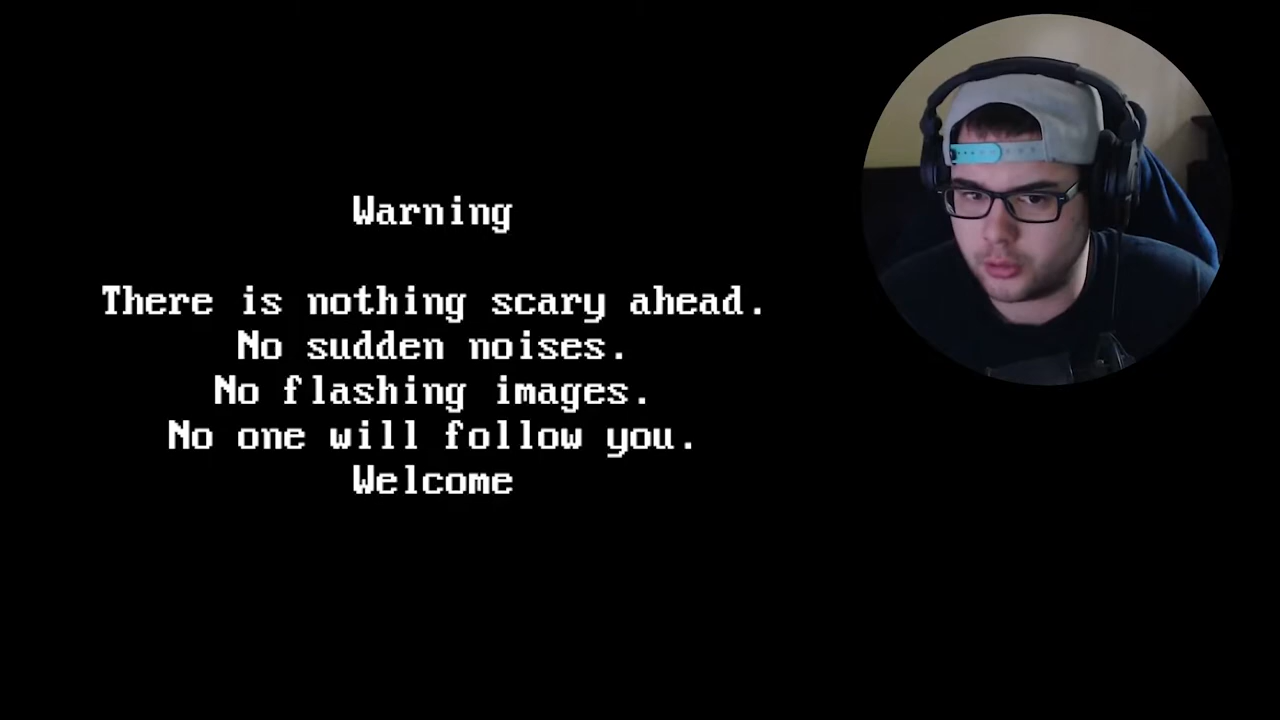 Warning
There is nothing scary ahead.
No sudden noises.
No flashing images.
No one will follow you.
Welcome